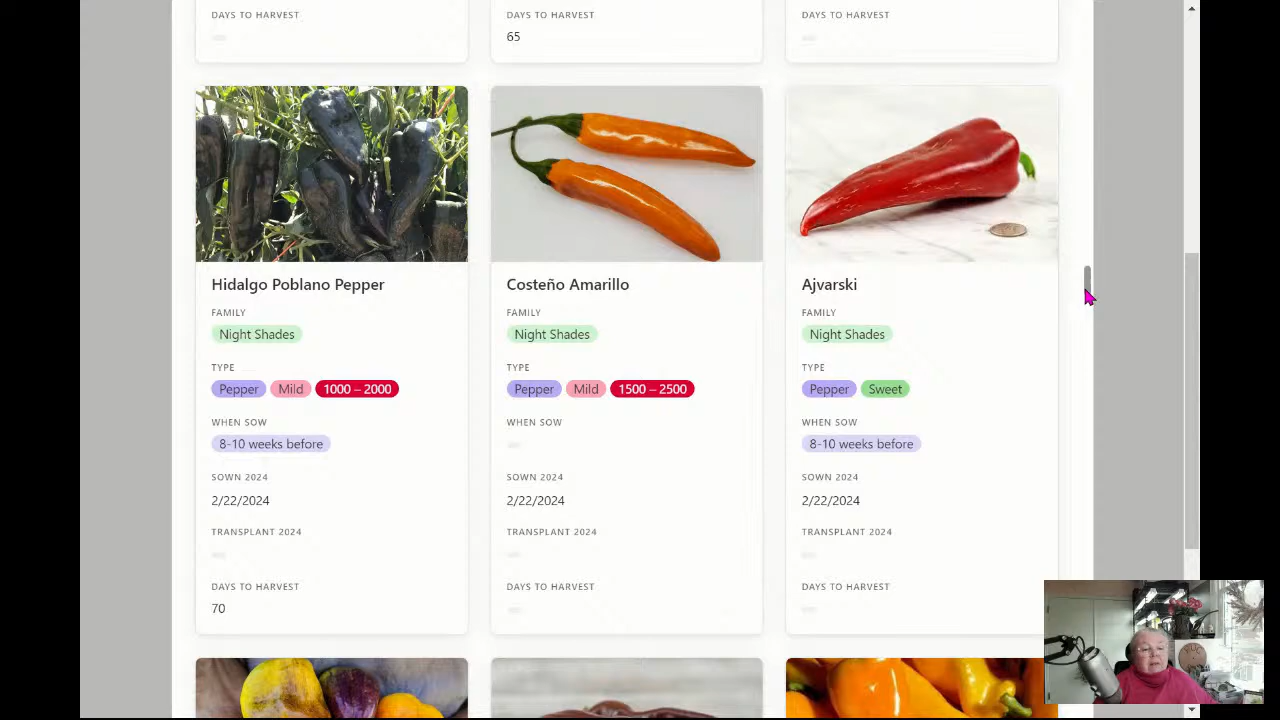 DAYS TO HARVEST
DAYS TO HARVEST
65
DAYS TO HARVEST
Hidalgo Poblano Pepper
FAMILY
Night Shades
TYPE
Pepper Mild 1000 – 2000
WHEN SOW
8-10 weeks before
SOWN 2024
2/22/2024
TRANSPLANT 2024
DAYS TO HARVEST
70
Costeño Amarillo
FAMILY
Night Shades
TYPE
Pepper Mild 1500 – 2500
WHEN SOW
SOWN 2024
2/22/2024
TRANSPLANT 2024
DAYS TO HARVEST
Ajvarski
FAMILY
Night Shades
TYPE
Pepper Sweet
WHEN SOW
8-10 weeks before
SOWN 2024
2/22/2024
TRANSPLANT 2024
DAYS TO HARVEST